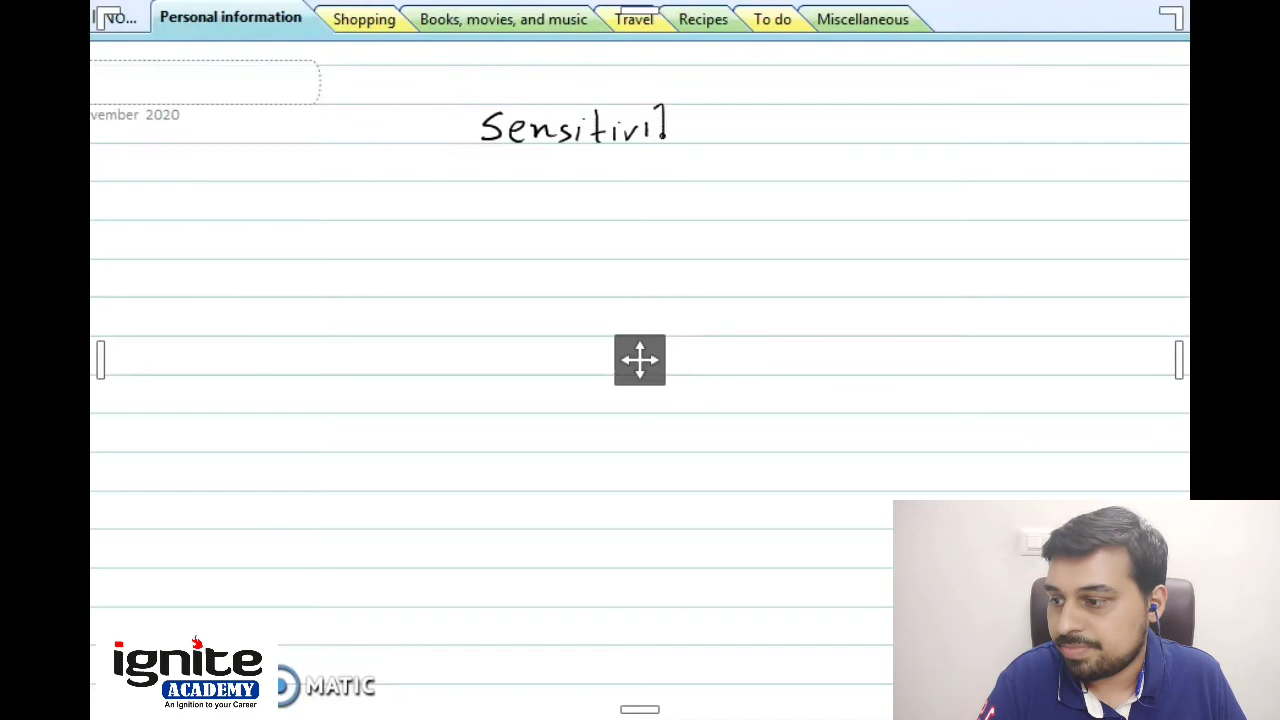 NO...
Personal information
Shopping
Books, movies, and music
Travel
Recipes
To do
Miscellaneous
vember 2020
Sensitivi
ignite
ACADEMY
An Ignition to your Career
MATIC